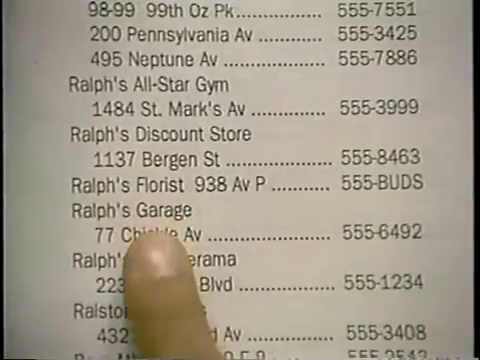 98-99 99th Oz Pk............. 555-7551
200 Pennsylvania Av............ 555-3425
495 Neptune Av ............... 555-7886
Ralph's All-Star Gym
1484 St. Mark's Av .............. 555-3999
Ralph's Discount Store
1137 Bergen St .................... 555-8463
Ralph's Florist 938 Av P ........... 555-BUDS
Ralph's Garage
77 Av ....................... 555-6492
Ralph's
Blvd .................. 555-1234
432 Av .................. 555-3408